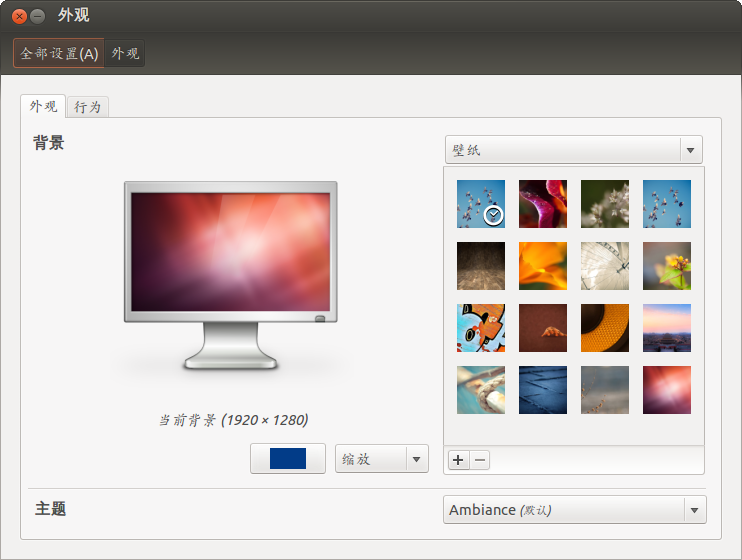 外观
全部设置(A) 外观
外观 行为
背景
壁纸
当前背景 (1920 × 1280)
缩放
主题
Ambiance (默认)